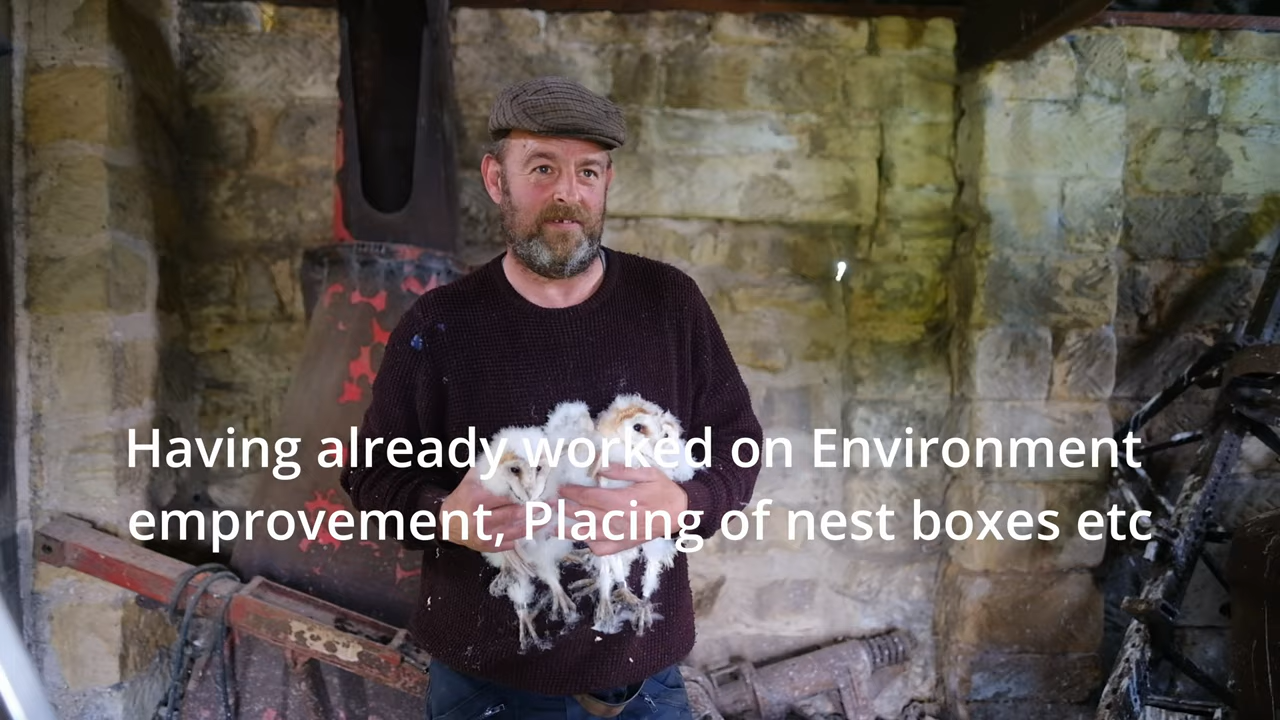 Having already worked on Environment
emprovement, Placing of nest boxes etc